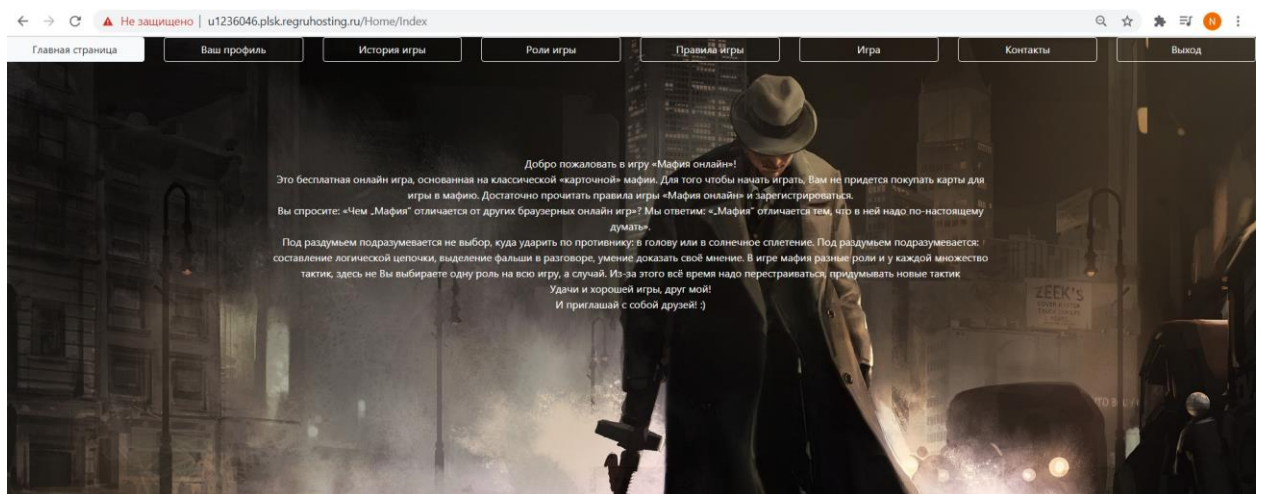 Не защищено | u1236046.plsk.regruhosting.ru/Home/Index
N
Главная страница Ваш профиль История игры Роли игры Правила игры Игра Контакты Выход
Добро пожаловать в игру «Мафия онлайн»!
Это бесплатная онлайн игра, основанная на классической «карточной» мафии. Для того чтобы начать играть, Вам не придется покупать карты для
игры в мафию. Достаточно прочитать правила игры «Мафия онлайн» и зарегистрироваться.
Вы спросите: «Чем „Мафия“ отличается от других браузерных онлайн игр»? Мы ответим: «„Мафия“ отличается тем, что в ней надо по-настоящему
думать».
Под раздумьем подразумевается не выбор, куда ударить по противнику: в голову или в солнечное сплетение. Под раздумьем подразумевается:
составление логической цепочки, выделение фальши в разговоре, умение доказать своё мнение. В игре мафия разные роли и у каждой множество
тактик, здесь не Вы выбираете одну роль на всю игру, а случай. Из-за этого всё время надо перестраиваться, придумывать новые тактик
Удачи и хорошей игры, друг мой!
И приглашай с собой друзей! :)
ZEEK'S